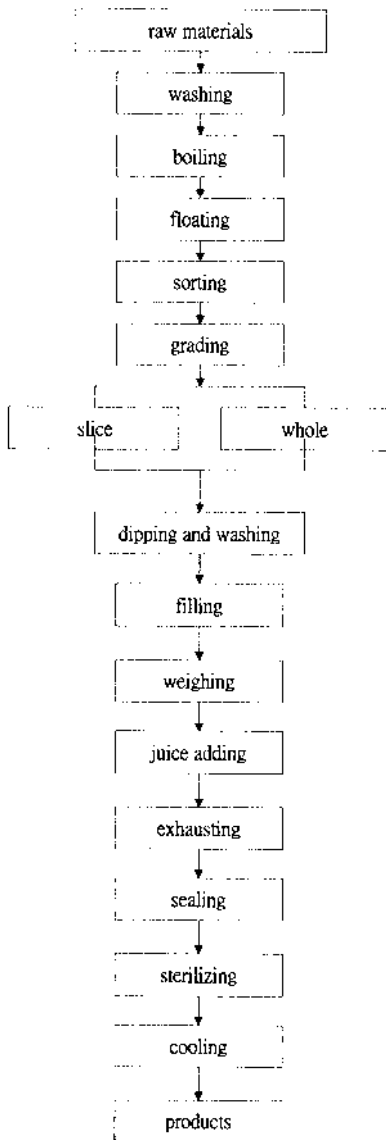 raw materials
washing
boiling
floating
sorting
grading
slice
whole
dipping and washing
filling
weighing
juice adding
exhausting
sealing
sterilizing
cooling
products